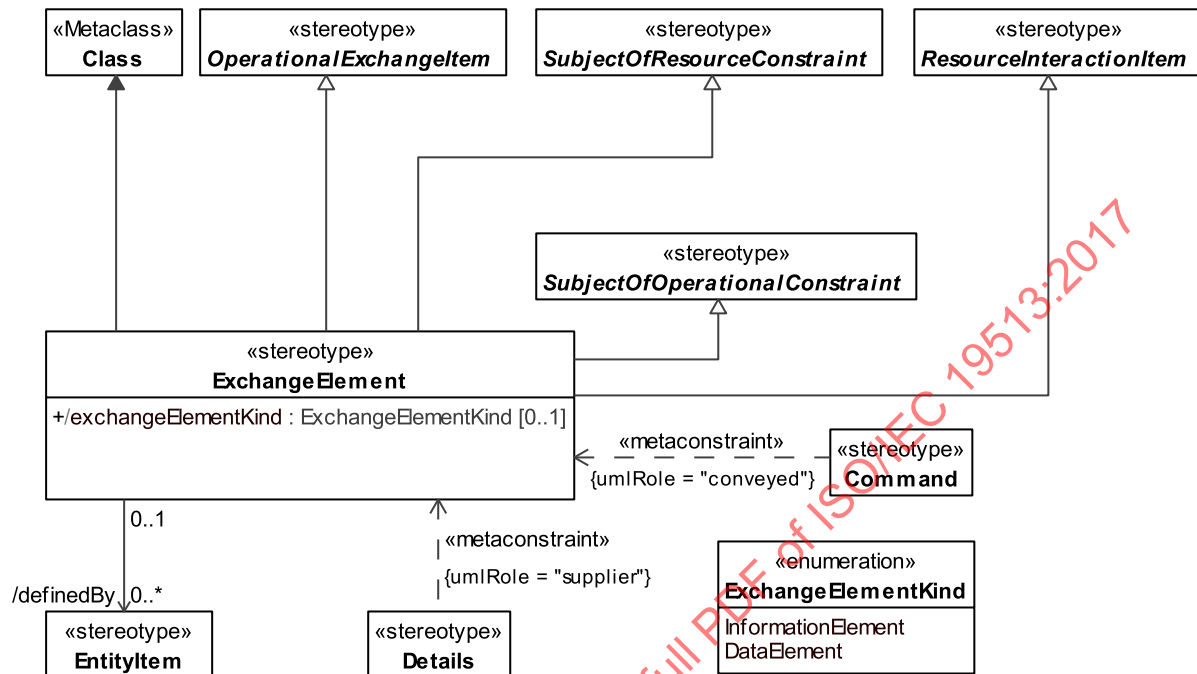 «Metaclass»
Class
«stereotype»
OperationalExchangeItem
«stereotype»
SubjectOfResourceConstraint
«stereotype»
ResourceInteractionItem
«stereotype»
SubjectOfOperationalConstraint
«stereotype»
ExchangeElement
+/exchangeElementKind : ExchangeElementKind [0..1]
«metaconstraint»
{umlRole = "conveyed"}
«stereotype»
Command
0..1
/definedBy
0..*
«metaconstraint»
{umlRole = "supplier"}
«enumeration»
ExchangeElementKind
InformationElement
DataElement
«stereotype»
EntityItem
«stereotype»
Details
full PDF of ISO/IEC 19513:2017